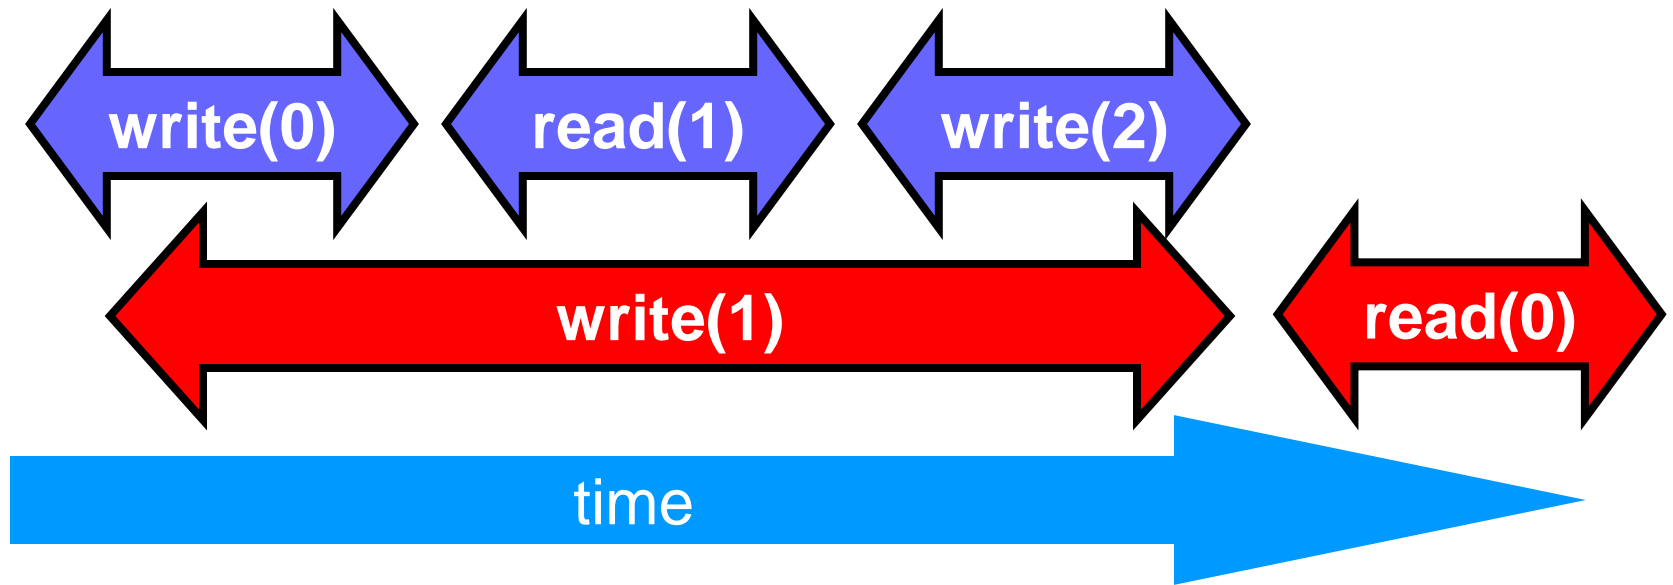 write(0)
read(1)
write(2)
write(1)
read(0)
time